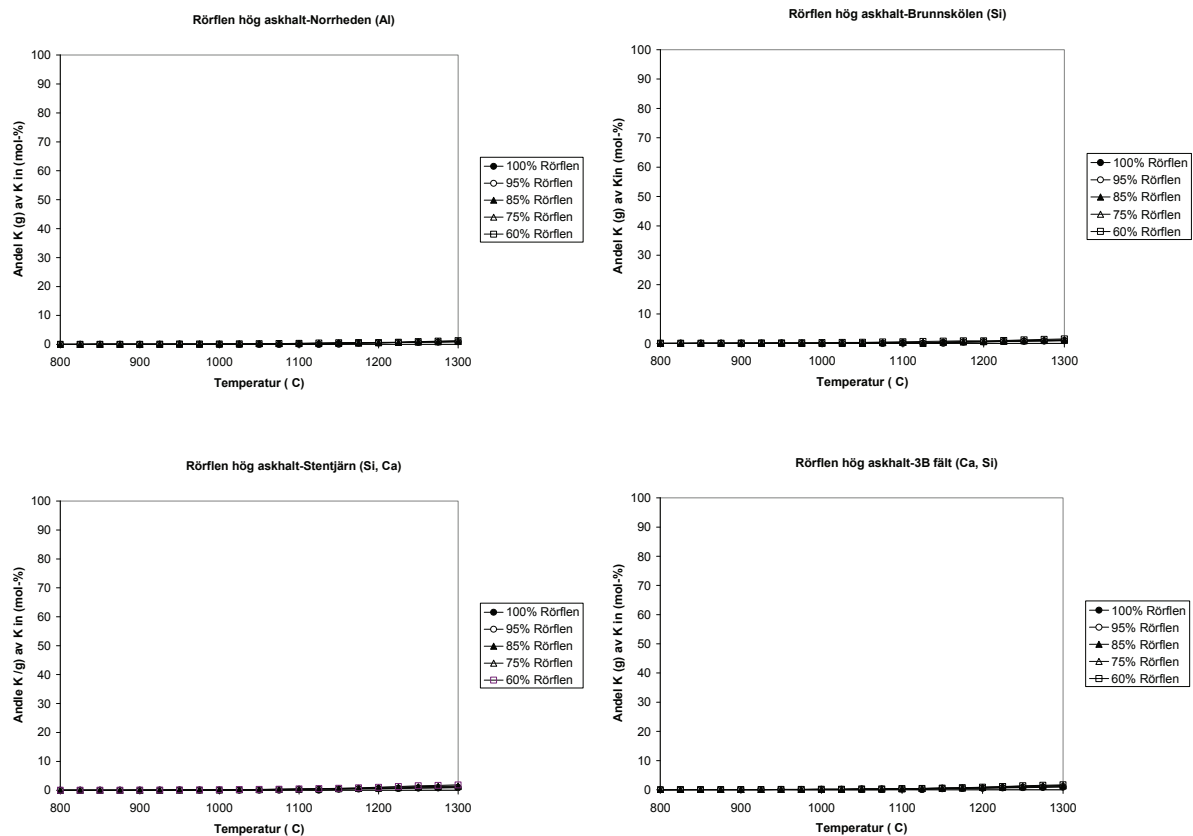 Rörflen hög askhalt-Norrheden (Al)
Andel K (g) av K in (mol-%)
100
90
80
70
60
50
40
30
20
10
0
800
900
1000
1100
1200
1300
Temperatur ( C)
100% Rörflen
95% Rörflen
85% Rörflen
75% Rörflen
60% Rörflen
Rörflen hög askhalt-Brunnskölen (Si)
Andel K (g) av Kin (mol-%)
100
90
80
70
60
50
40
30
20
10
0
800
900
1000
1100
1200
1300
Temperatur ( C)
100% Rörflen
95% Rörflen
85% Rörflen
75% Rörflen
60% Rörflen
Rörflen hög askhalt-Stentjärn (Si, Ca)
Andle K /g) av K in (mol-%)
100
90
80
70
60
50
40
30
20
10
0
800
900
1000
1100
1200
1300
Temperatur ( C)
100% Rörflen
95% Rörflen
85% Rörflen
75% Rörflen
60% Rörflen
Rörflen hög askhalt-3B fält (Ca, Si)
Andel K (g) av K in (mol-%)
100
90
80
70
60
50
40
30
20
10
0
800
900
1000
1100
1200
1300
Temperatur ( C)
100% Rörflen
95% Rörflen
85% Rörflen
75% Rörflen
60% Rörflen